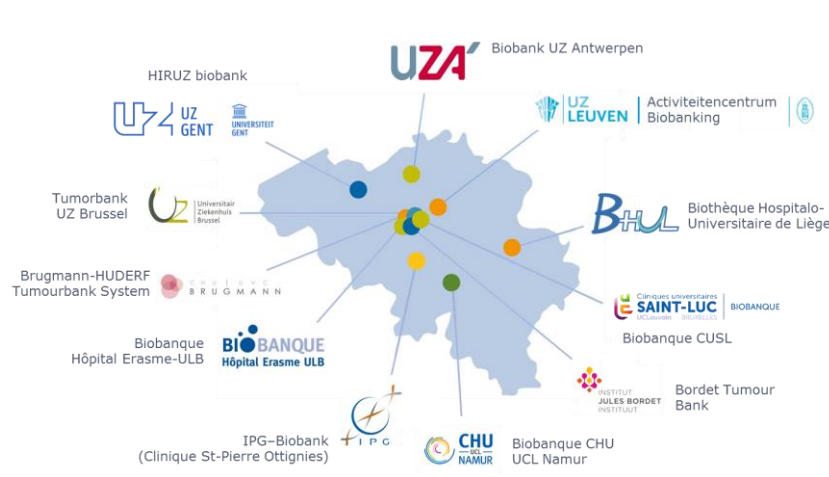 UZA
Biobank UZ Antwerpen
HIRUZ biobank
UZ
GENT
UNIVERSITEIT
GENT
UZ
LEUVEN
Activiteitencentrum
Biobanking
Tumorbank
UZ Brussel
UZ
Universitair
Ziekenhuis
Brussel
BHUL
Biothèque Hospitalo-
Universitaire de Liège
Brugmann-HUDERF
Tumourbank System
CHU UVC
BRUGMANN
Cliniques universitaires
SAINT-LUC
UCLouvain BRUXELLES
BIOBANQUE
Biobanque CUSL
Biobanque
Hôpital Erasme-ULB
BIOBANQUE
Hôpital Erasme ULB
INSTITUT
JULES BORDET
INSTITUUT
Bordet Tumour
Bank
IPG–Biobank
(Clinique St-Pierre Ottignies)
IPG
CHU
UCL
NAMUR
Biobanque CHU
UCL Namur